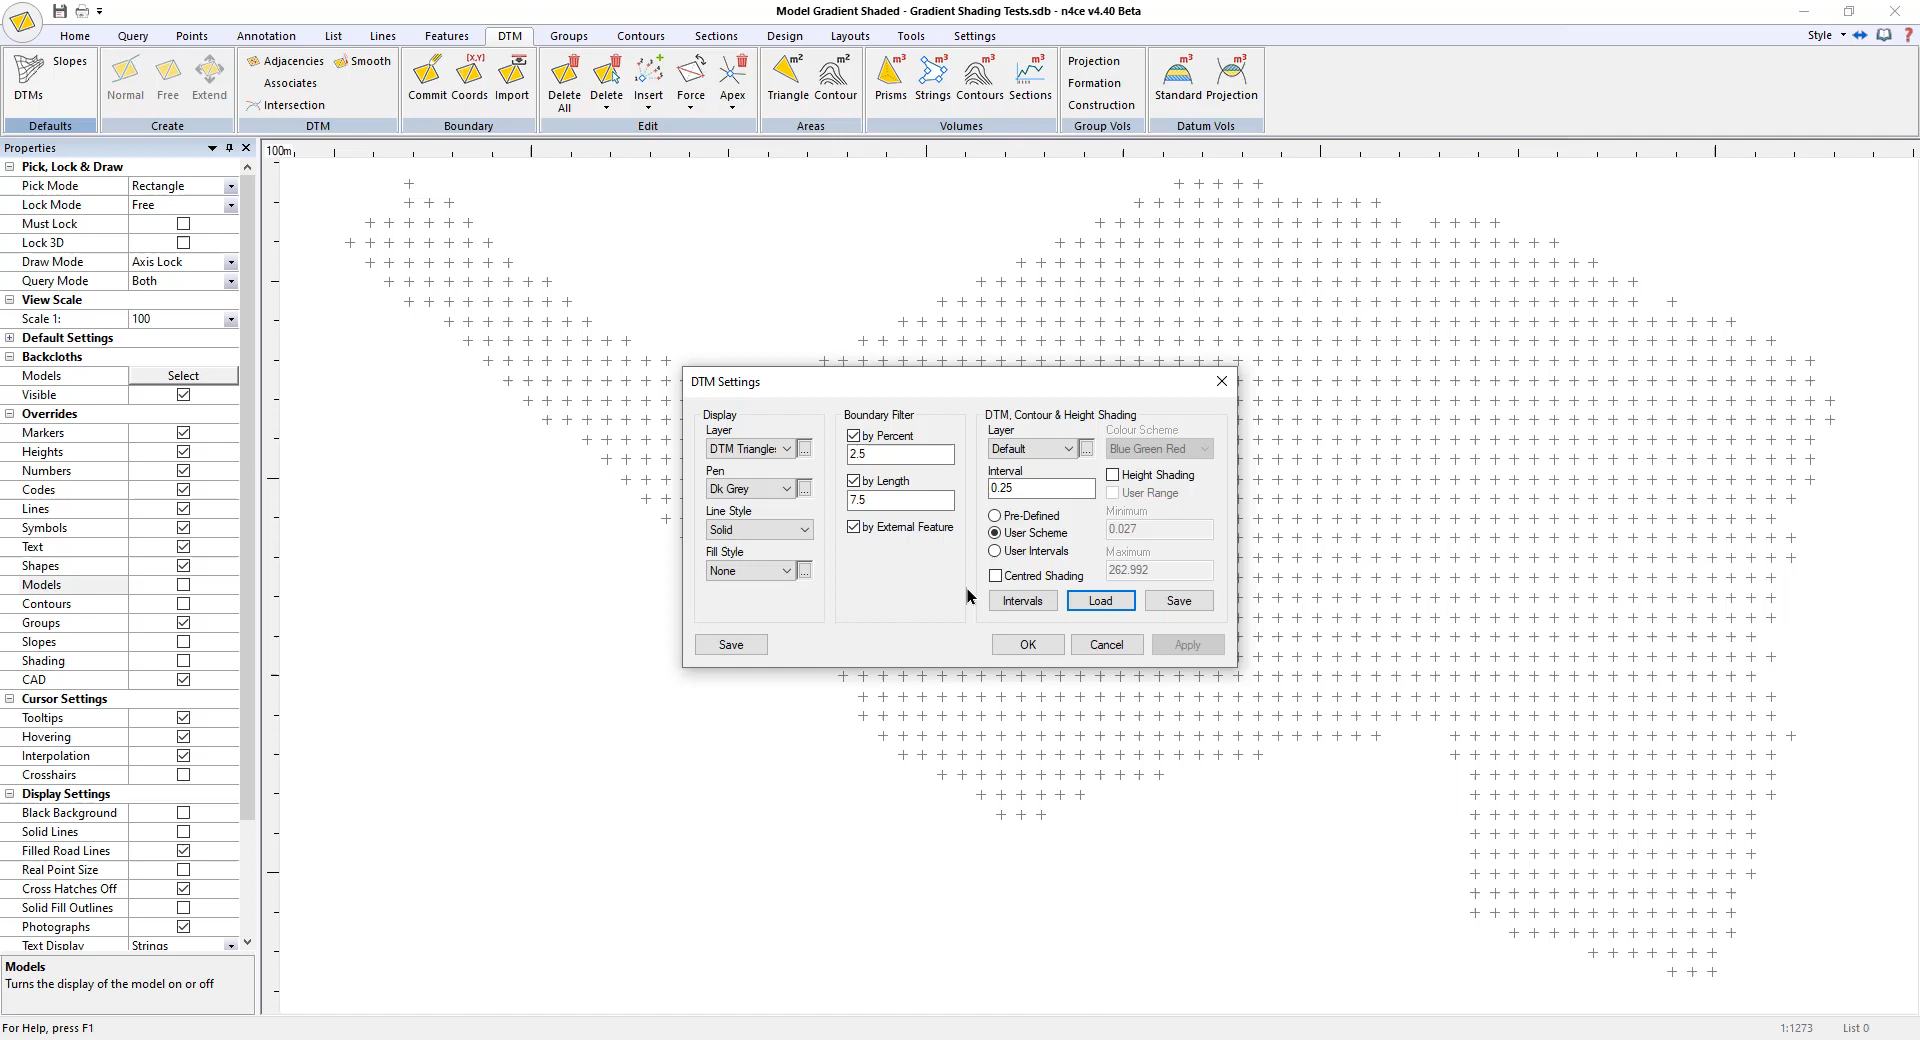 Model Gradient Shaded - Gradient Shading Tests.sdb - n4ce v4.40 Beta
Home Query Points Annotation List Lines Features DTM Groups Contours Sections Design Layouts Tools Settings Style
Slopes Adjacencies Smooth Projection
Associates Formation
DTMs Normal Free Extend Intersection Commit Coords Import Delete All Delete Insert Force Apex Triangle Contour Prisms Strings Contours Sections Construction Standard Projection
Defaults Create DTM Boundary Edit Areas Volumes Group Vols Datum Vols
Properties
100m
Pick, Lock & Draw
Pick Mode Rectangle
Lock Mode Free
Must Lock
Lock 3D
Draw Mode Axis Lock
Query Mode Both
View Scale
Scale 1: 100
Default Settings
Backcloths
Models Select
Visible
Overrides
Markers
Heights
Numbers
Codes
Lines
Symbols
Text
Shapes
Models
Contours
Groups
Slopes
Shading
CAD
Cursor Settings
Tooltips
Hovering
Interpolation
Crosshairs
Display Settings
Black Background
Solid Lines
Filled Road Lines
Real Point Size
Cross Hatches Off
Solid Fill Outlines
Photographs
Text Display Strings
Models
Turns the display of the model on or off
DTM Settings
Display Boundary Filter DTM, Contour & Height Shading
Layer Layer Colour Scheme
by Percent
DTM Triangles Default Blue Green Red
2.5
Pen Interval Height Shading
by Length
Dk Grey 0.25 User Range
7.5
Line Style Pre-Defined Minimum
Solid by External Feature User Scheme 0.027
Fill Style User Intervals Maximum
None Centred Shading 262.992
Intervals Load Save
Save OK Cancel Apply
For Help, press F1 1:1273 List 0